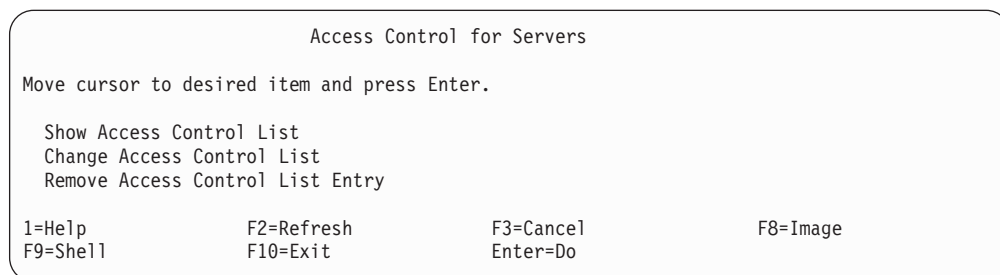 Access Control for Servers
Move cursor to desired item and press Enter.
Show Access Control List
Change Access Control List
Remove Access Control List Entry
1=Help F2=Refresh F3=Cancel F8=Image
F9=Shell F10=Exit Enter=Do